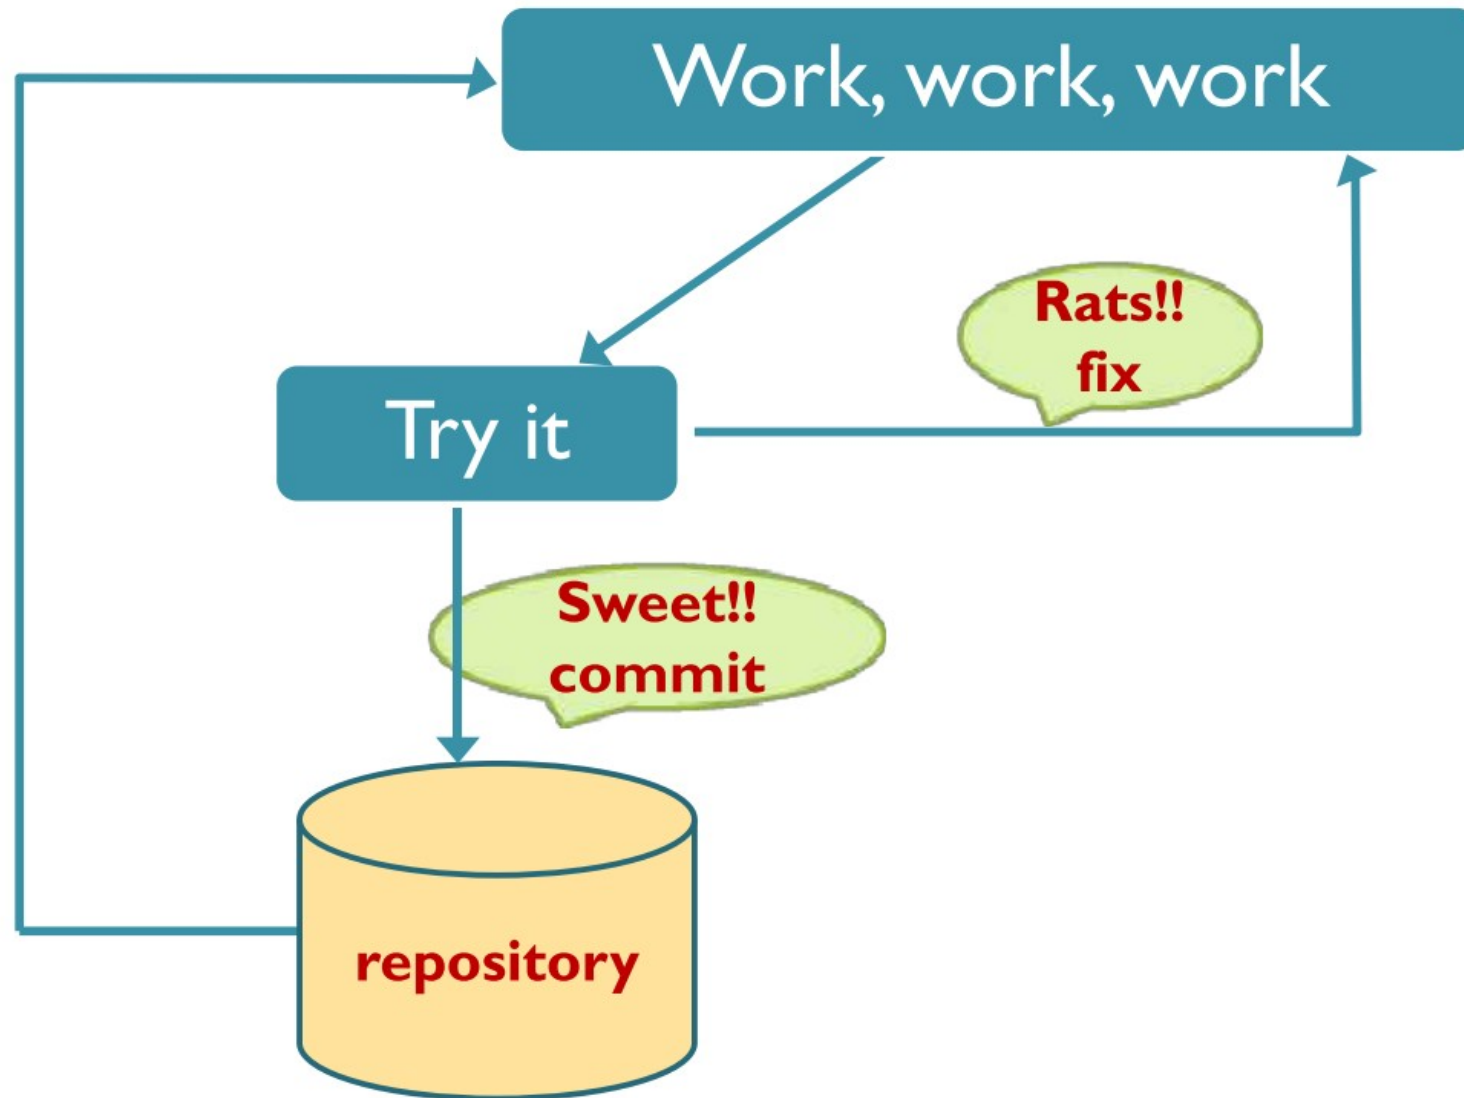 Work, work, work
Rats!!
fix
Try it
Sweet!!
commit
repository